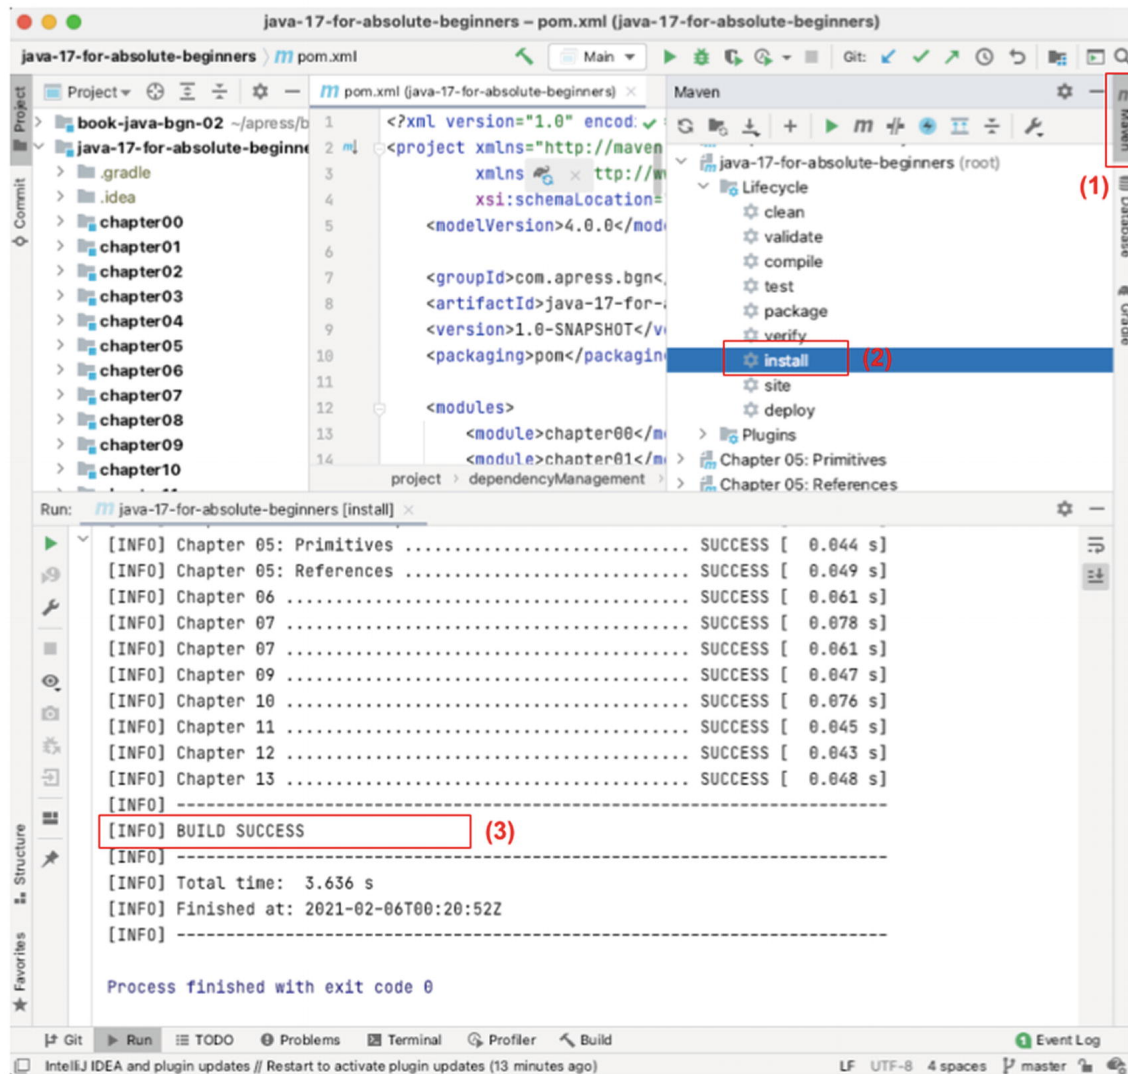 java-17-for-absolute-beginners – pom.xml (java-17-for-absolute-beginners)
java-17-for-absolute-beginners m pom.xml
Main
Git:
Project
Commit
Structure
Favorites
Project
book-java-bgn-02 ~/apress/b
java-17-for-absolute-beginne
.gradle
.idea
chapter00
chapter01
chapter02
chapter03
chapter04
chapter05
chapter06
chapter07
chapter08
chapter09
chapter10
m pom.xml (java-17-for-absolute-beginners)
1 <?xml version="1.0" encod:
2 <project xmlns="http://maven
3 xmlns ttp://w
4 xsi:schemaLocation=
5 <modelVersion>4.0.0</mode
6
7 <groupId>com.apress.bgn<
8 <artifactId>java-17-for-a
9 <version>1.0-SNAPSHOT</v
10 <packaging>pom</packagin
11
12 <modules>
13 <module>chapter00</m
14 <module>chapter01</m
project > dependencyManagement
Maven
java-17-for-absolute-beginners (root)
Lifecycle
clean
validate
compile
test
package
verify
install (2)
site
deploy
Plugins
Chapter 05: Primitives
Chapter 05: References
m Maven
(1)
Database
Gradle
Run: m java-17-for-absolute-beginners [install]
[INFO] Chapter 05: Primitives ............................. SUCCESS [ 0.044 s]
[INFO] Chapter 05: References ............................. SUCCESS [ 0.049 s]
[INFO] Chapter 06 ......................................... SUCCESS [ 0.061 s]
[INFO] Chapter 07 ......................................... SUCCESS [ 0.078 s]
[INFO] Chapter 07 ......................................... SUCCESS [ 0.061 s]
[INFO] Chapter 09 ......................................... SUCCESS [ 0.047 s]
[INFO] Chapter 10 ......................................... SUCCESS [ 0.076 s]
[INFO] Chapter 11 ......................................... SUCCESS [ 0.045 s]
[INFO] Chapter 12 ......................................... SUCCESS [ 0.043 s]
[INFO] Chapter 13 ......................................... SUCCESS [ 0.048 s]
[INFO] ------------------------------------------------------------------------
[INFO] BUILD SUCCESS (3)
[INFO] ------------------------------------------------------------------------
[INFO] Total time: 3.636 s
[INFO] Finished at: 2021-02-06T00:20:52Z
[INFO] ------------------------------------------------------------------------
Process finished with exit code 0
Git Run TODO Problems Terminal Profiler Build 1 Event Log
IntelliJ IDEA and plugin updates // Restart to activate plugin updates (13 minutes ago) LF UTF-8 4 spaces master